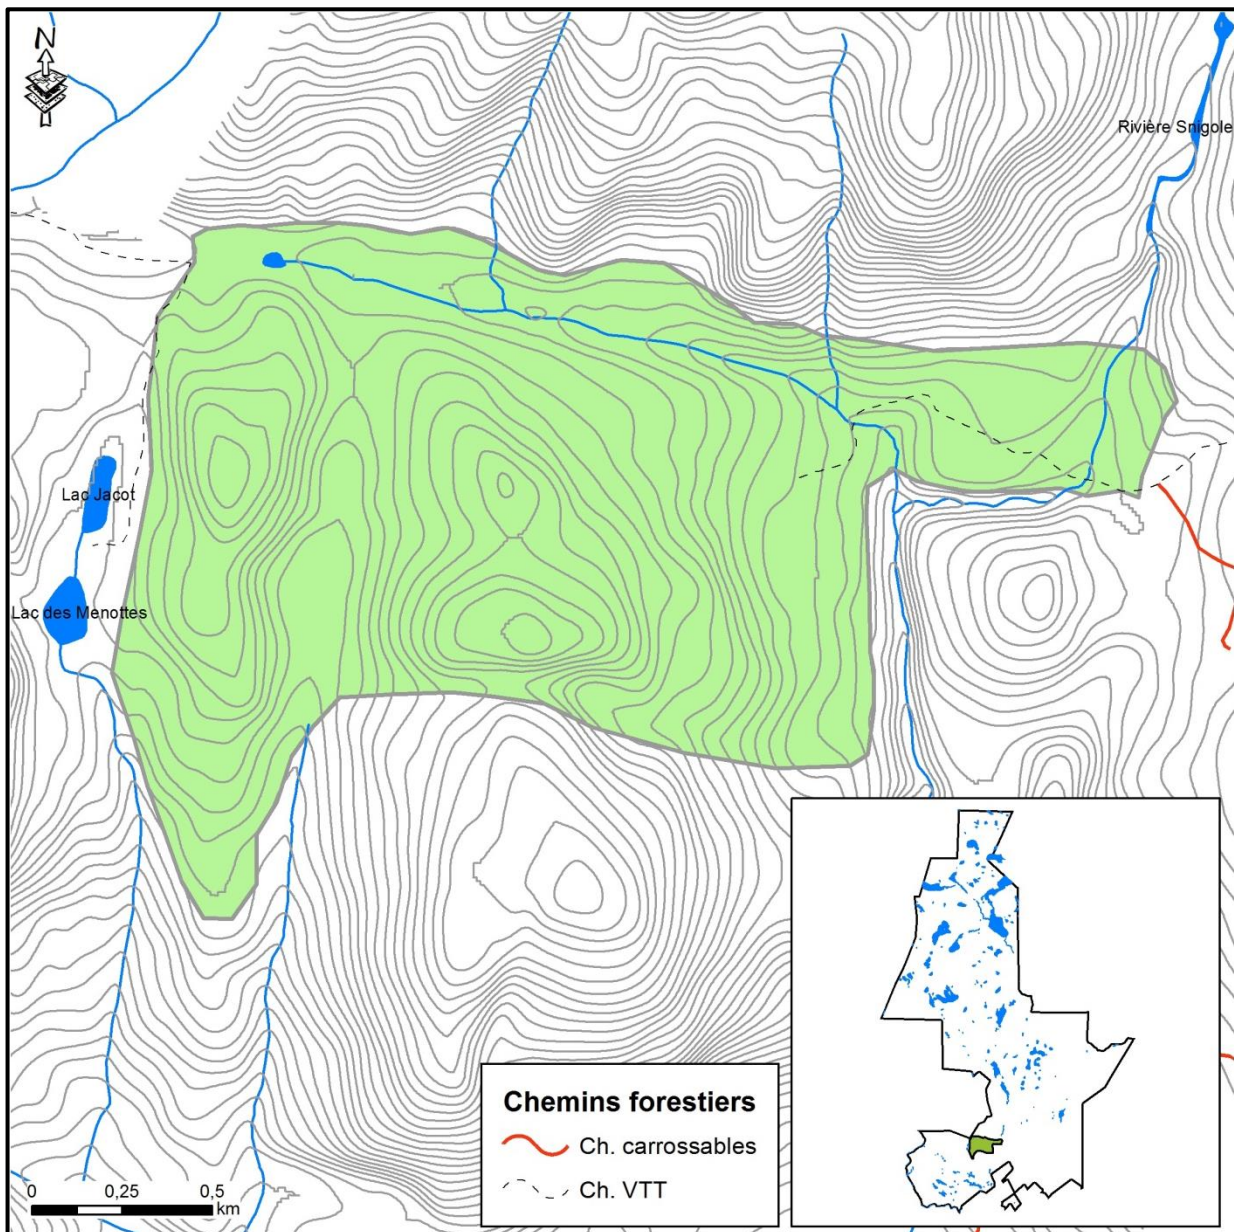 N
Rivière Snigole
Lac Jacot
Lac des Menottes
Chemins forestiers
Ch. carrossables
Ch. VTT
0 0,25 0,5
km